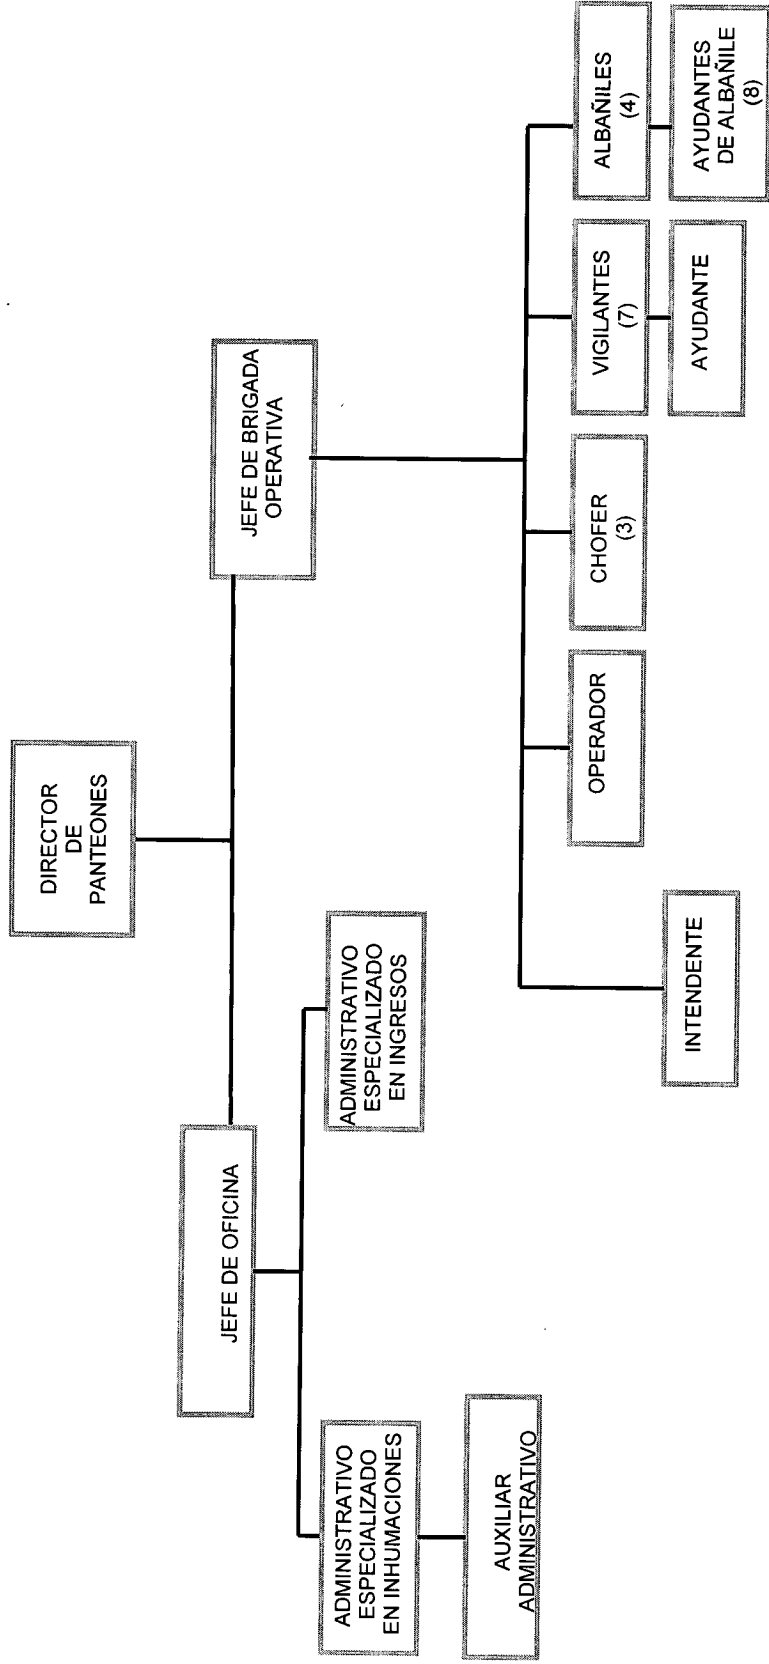 DIRECTOR
DE
PANTEONES
JEFE DE OFICINA
JEFE DE BRIGADA
OPERATIVA
ADMINISTRATIVO
ESPECIALIZADO
EN INHUMACIONES
ADMINISTRATIVO
ESPECIALIZADO
EN INGRESOS
AUXILIAR
ADMINISTRATIVO
INTENDENTE
OPERADOR
CHOFER
(3)
VIGILANTES
(7)
ALBAÑILES
(4)
AYUDANTE
AYUDANTES
DE ALBAÑILE
(8)